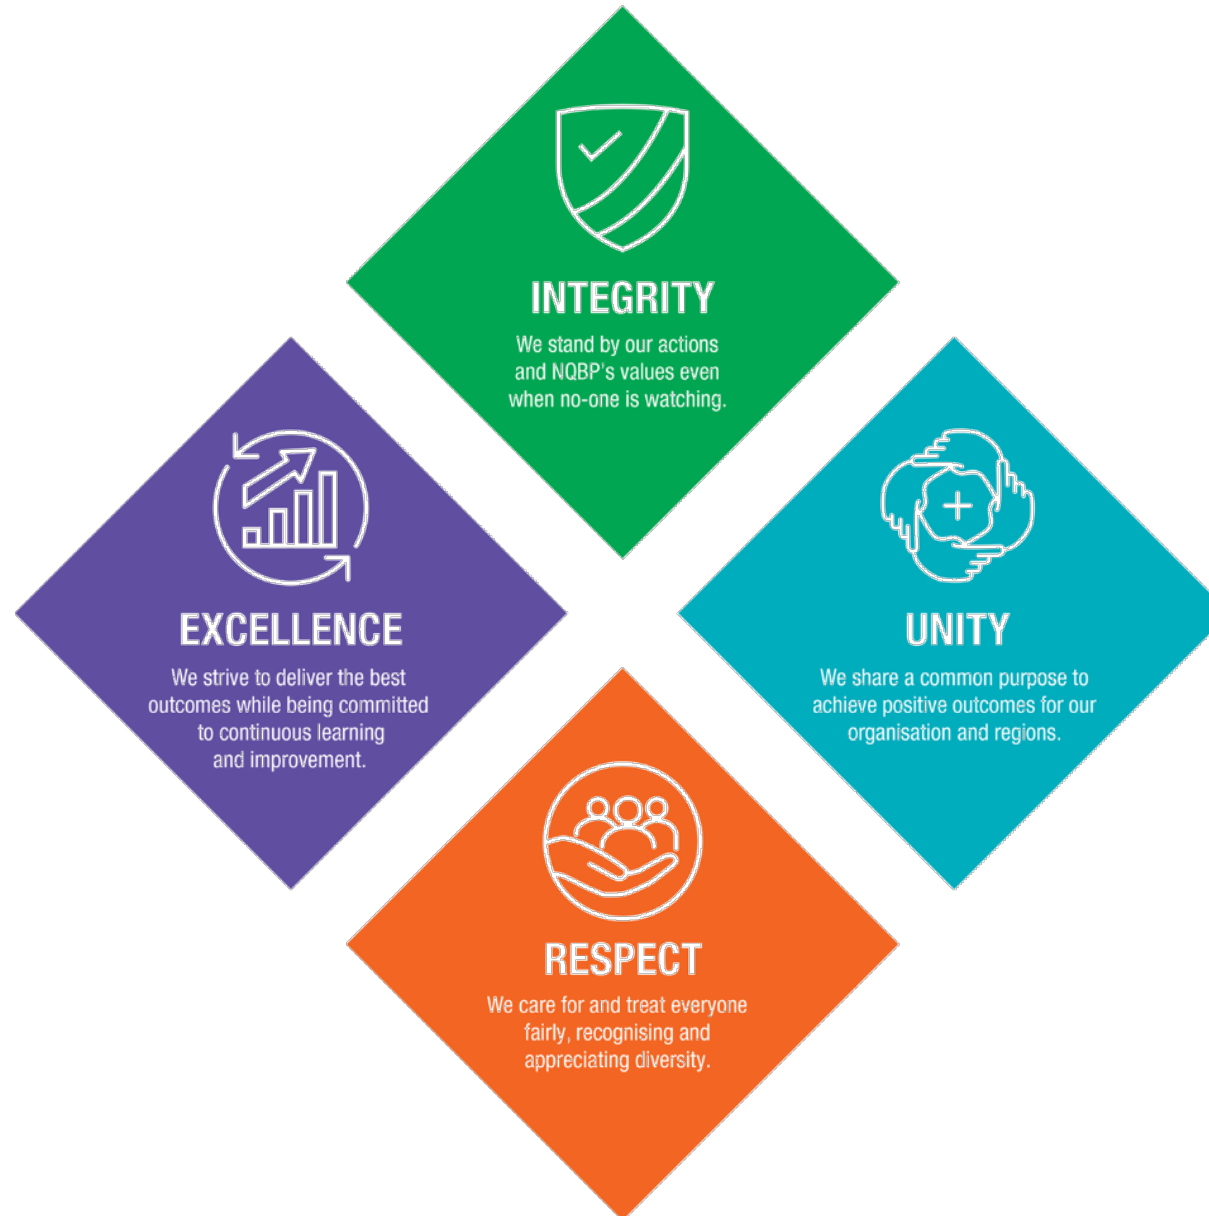 INTEGRITY
We stand by our actions
and NQBP's values even
when no-one is watching.
EXCELLENCE
We strive to deliver the best
outcomes while being committed
to continuous learning
and improvement.
UNITY
We share a common purpose to
achieve positive outcomes for our
organisation and regions.
RESPECT
We care for and treat everyone
fairly, recognising and
appreciating diversity.